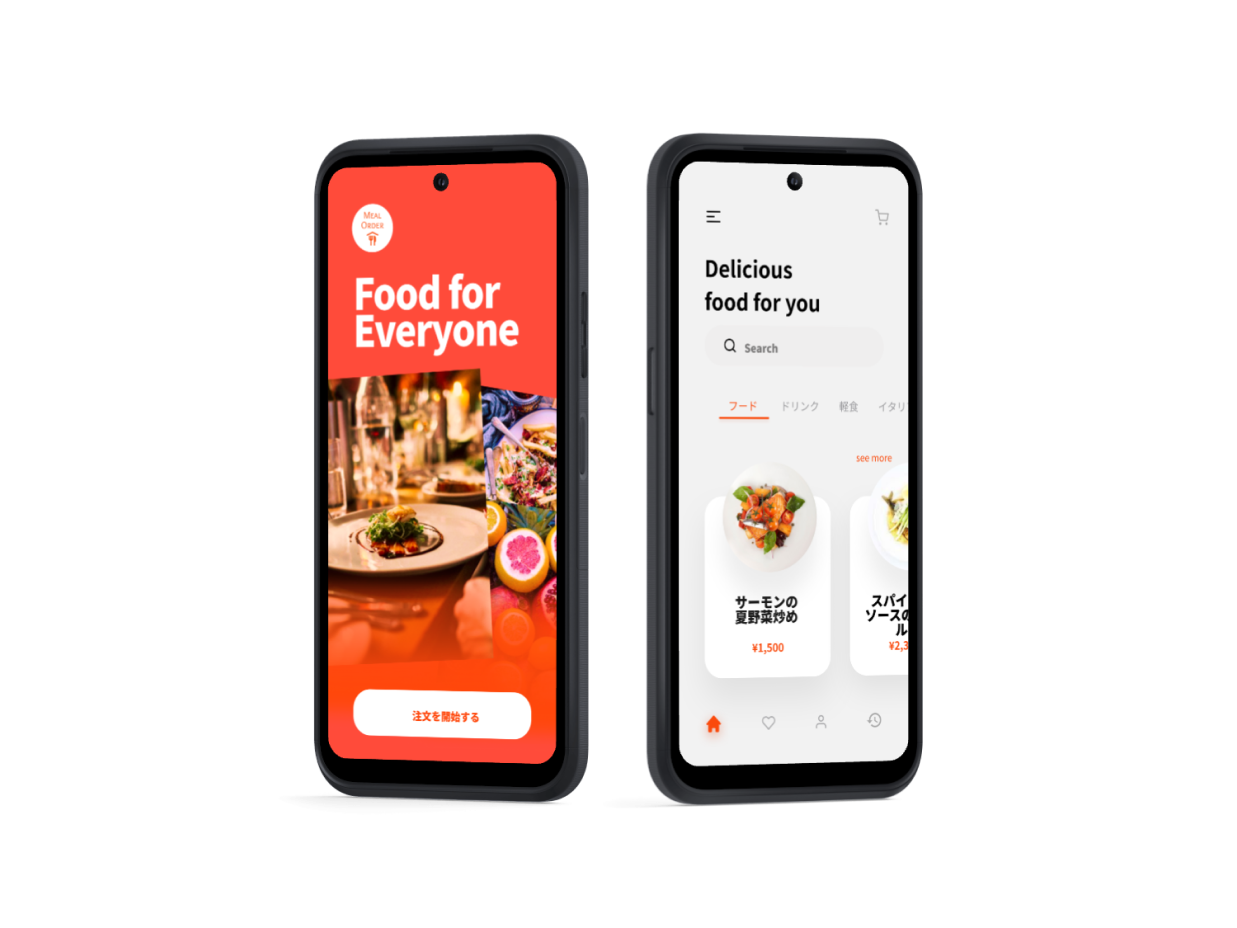 MEAL
ORDER
Food for
Everyone
注文を開始する
Delicious
food for you
Search
フード ドリンク 軽食 イタリ
see more
サーモンの
夏野菜炒め
¥1,500
スパイ
ソースの
ル
¥2,3